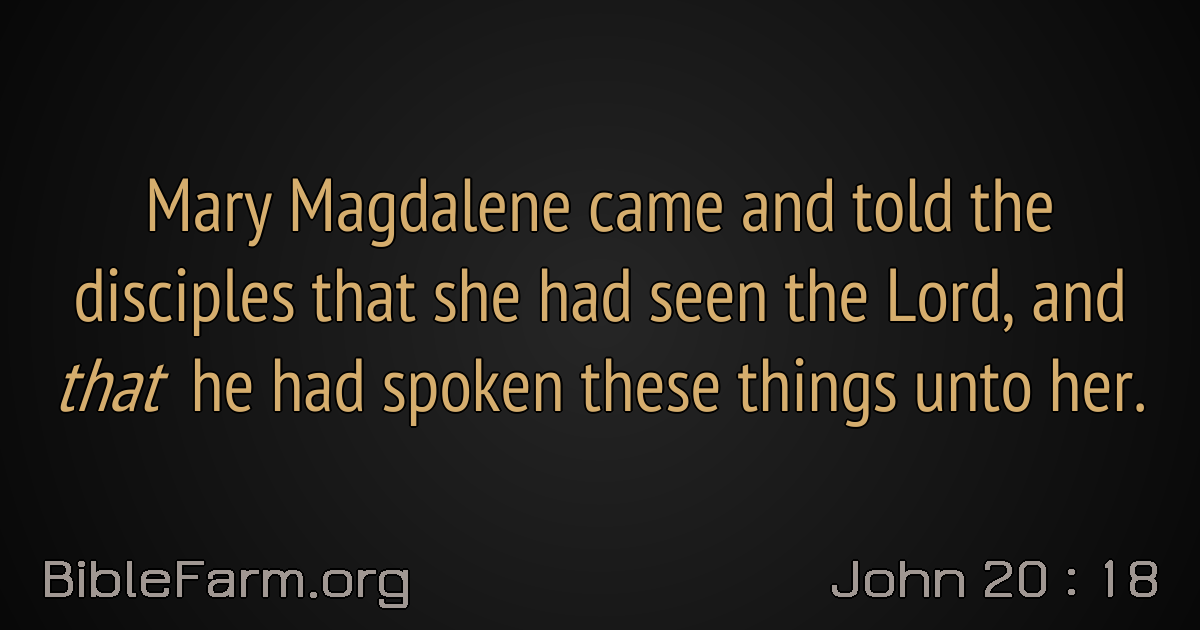 Mary Magdalene came and told the
disciples that she had seen the Lord, and
that he had spoken these things unto her.
BibleFarm.org
John 20 : 18